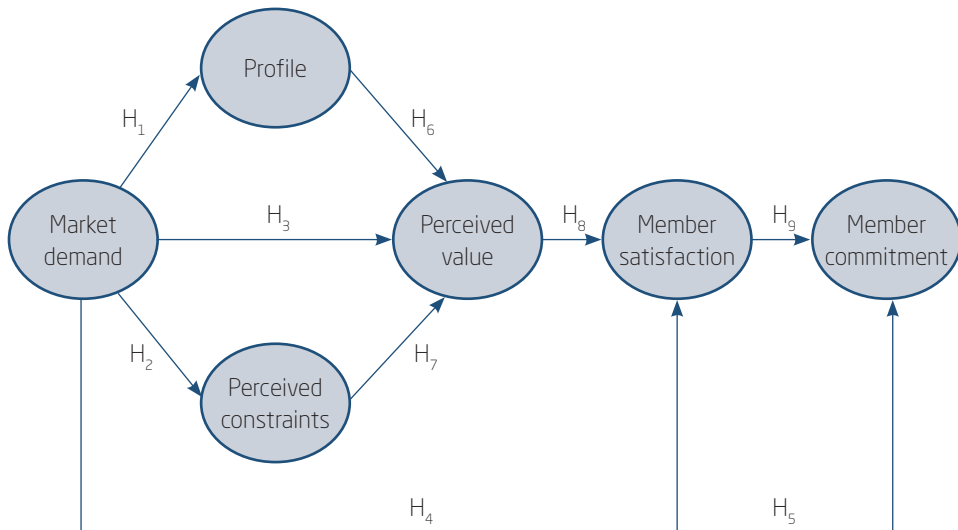 Profile
H₁
H₆
Market
demand
H₃
Perceived
value
H₈
Member
satisfaction
H₉
Member
commitment
H₂
H₇
Perceived
constraints
H₄
H₅